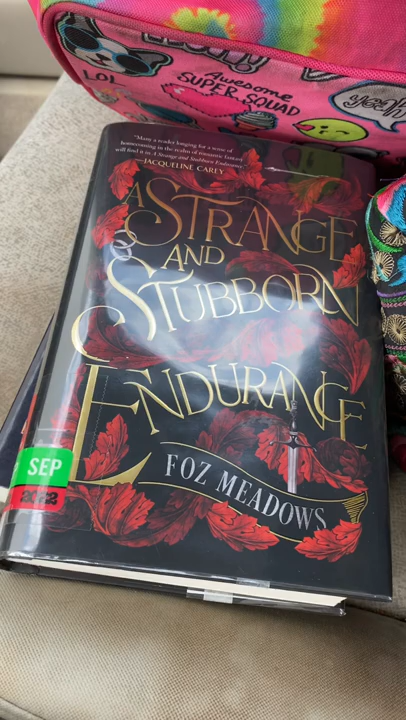 LOL
Awesome
SUPER SQUAD
yeah!
"Many a reader longing for a sense of
homecoming in the realm of romantic fantasy
will find it in A Strange and Stubborn Endurance."
—JACQUELINE CAREY
A STRANGE
AND
STUBBORN
ENDURANCE
FOZ MEADOWS
SEP
2022